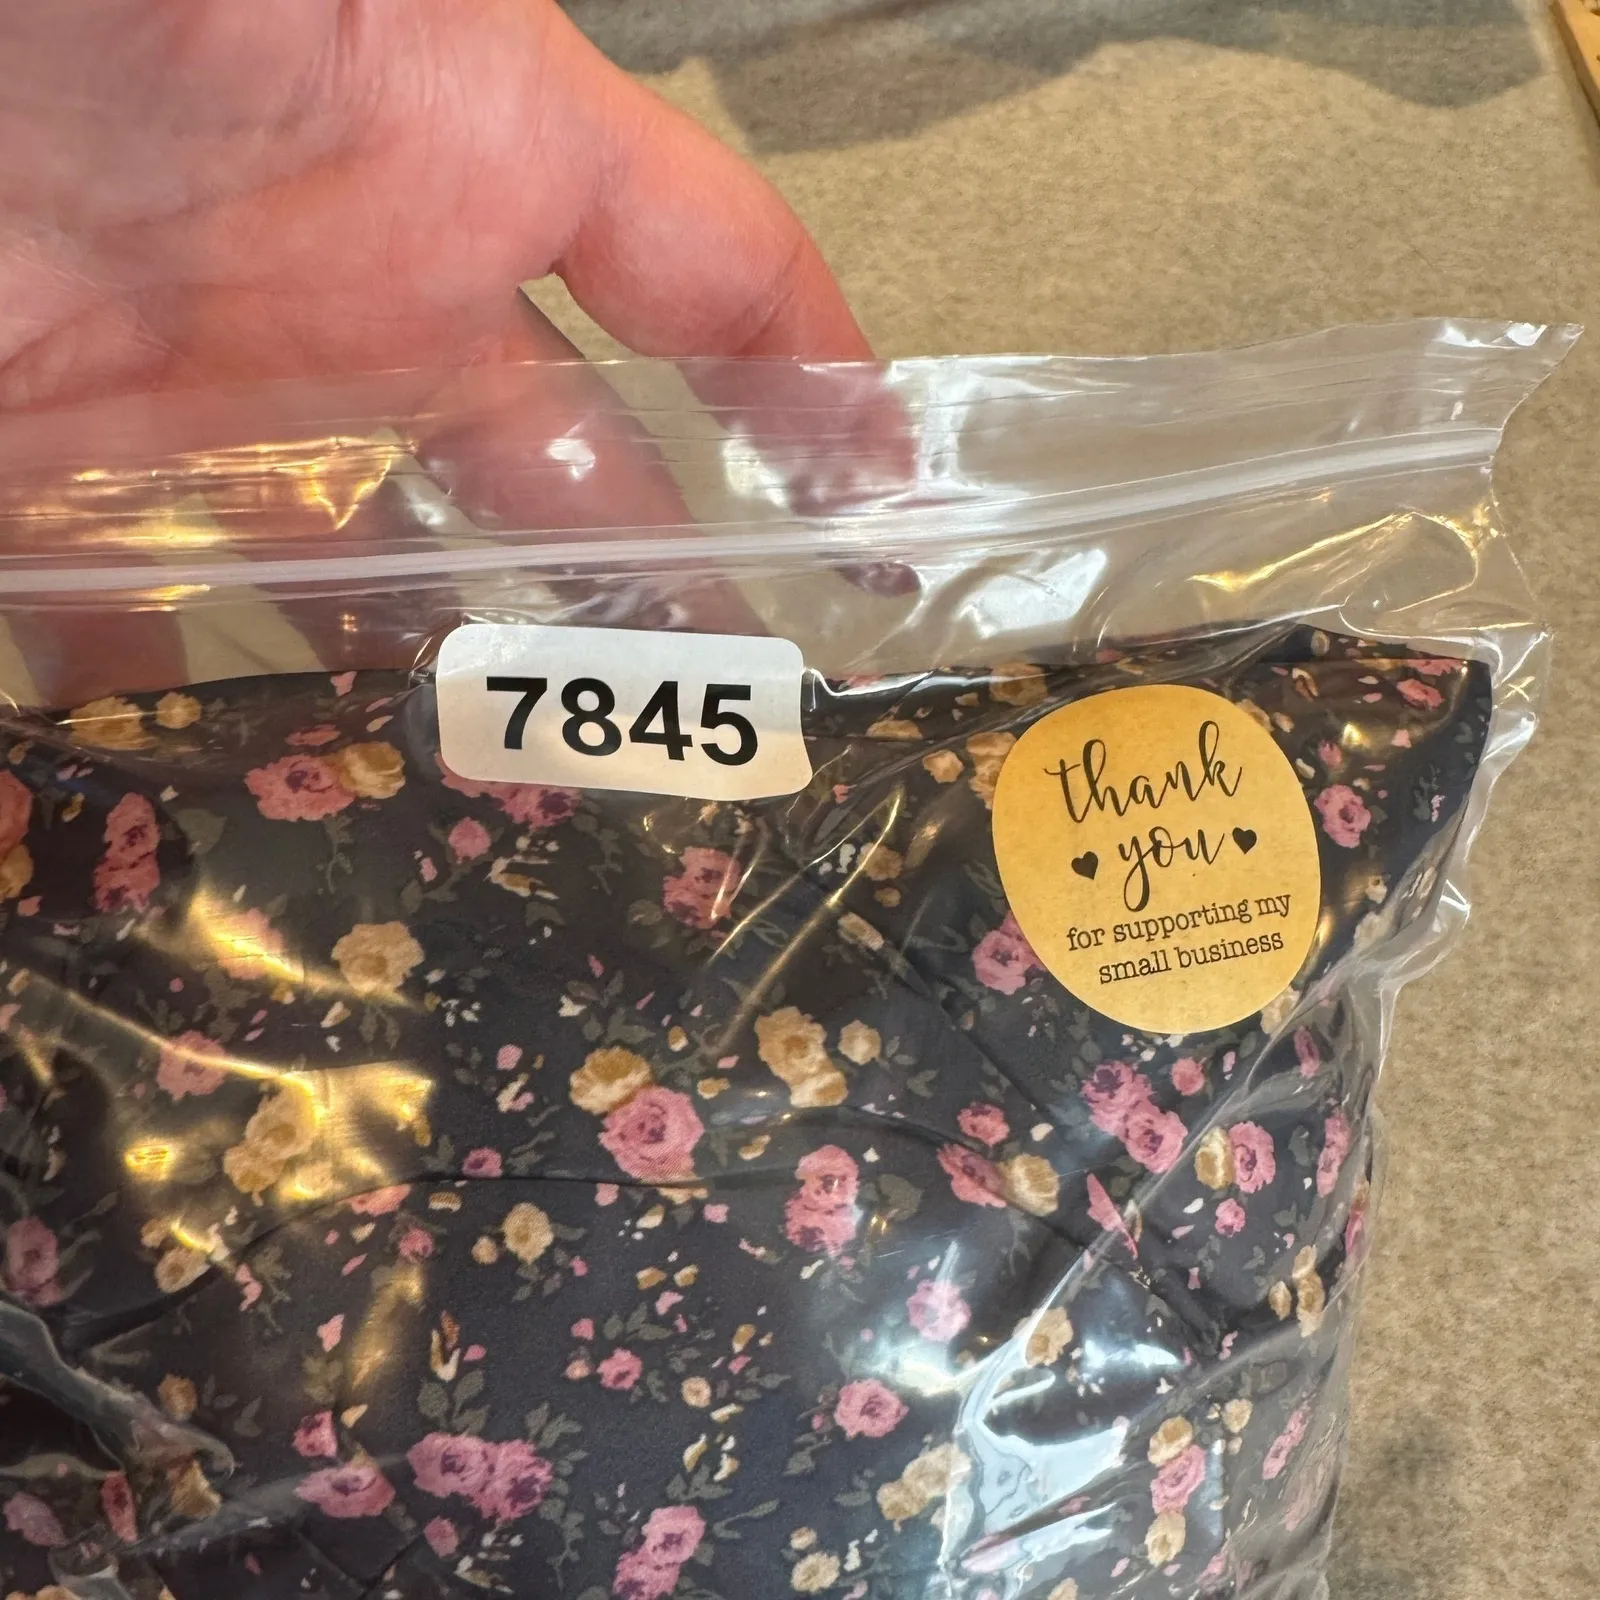 7845
thank
you
for supporting my
small business